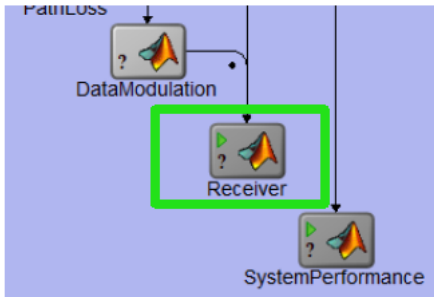 PathLoss
?
DataModulation
?
Receiver
?
SystemPerformance